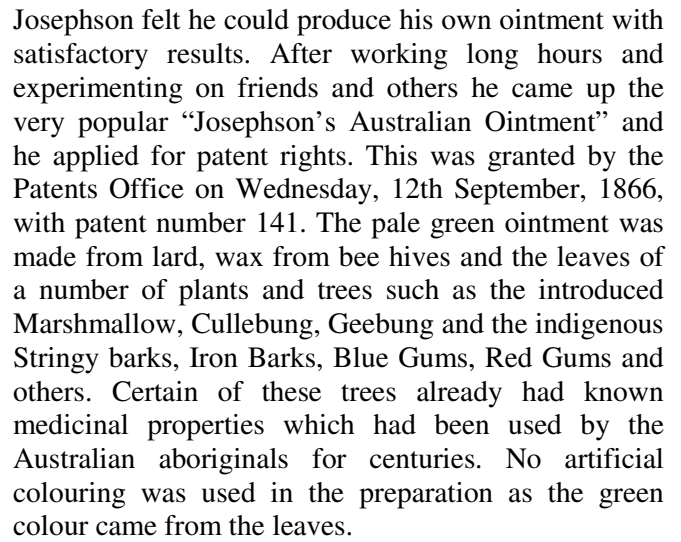 Josephson felt he could produce his own ointment with
satisfactory results. After working long hours and
experimenting on friends and others he came up the
very popular “Josephson’s Australian Ointment” and
he applied for patent rights. This was granted by the
Patents Office on Wednesday, 12th September, 1866,
with patent number 141. The pale green ointment was
made from lard, wax from bee hives and the leaves of
a number of plants and trees such as the introduced
Marshmallow, Cullebung, Geebung and the indigenous
Stringy barks, Iron Barks, Blue Gums, Red Gums and
others. Certain of these trees already had known
medicinal properties which had been used by the
Australian aboriginals for centuries. No artificial
colouring was used in the preparation as the green
colour came from the leaves.